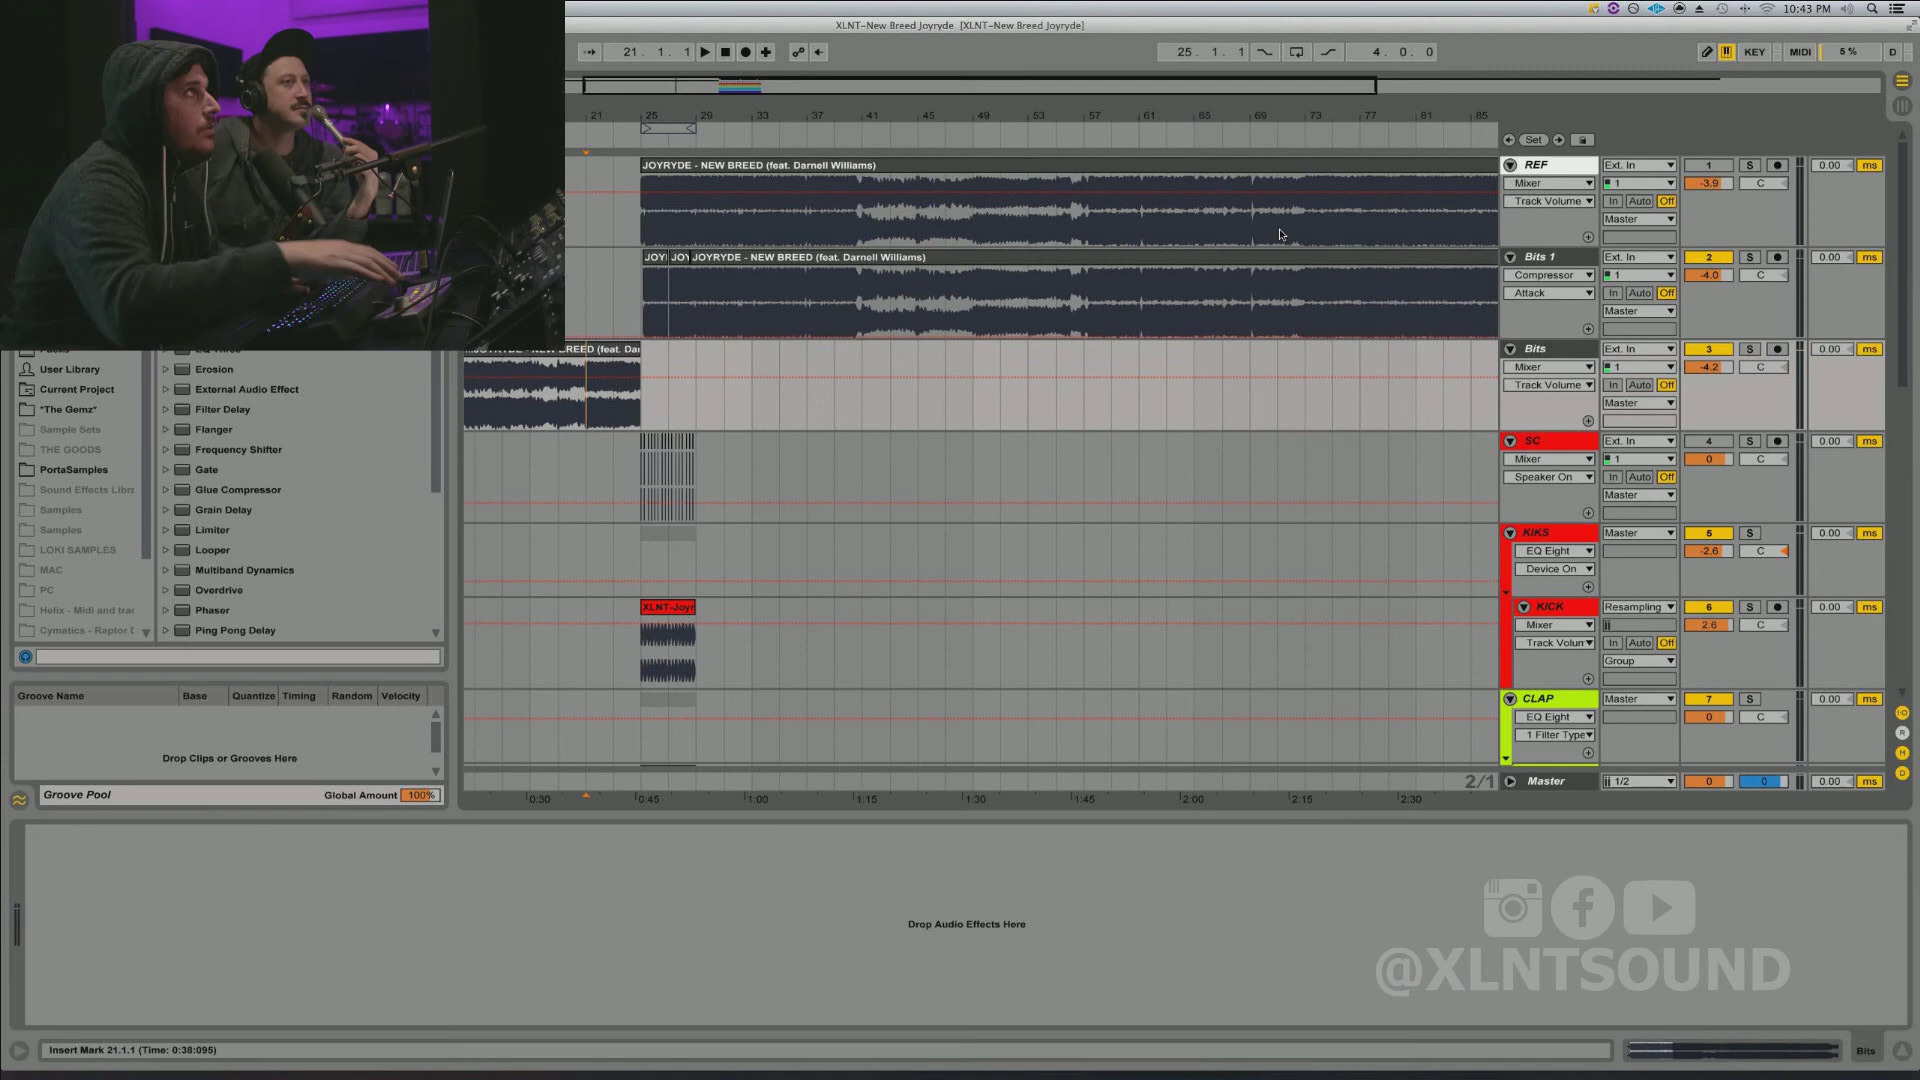 10:43 PM
XLNT-New Breed Joyryde [XLNT-New Breed Joyryde]
21. 1. 1
25. 1. 1
4. 0. 0
KEY
MIDI
5 %
D
21 25 29 33 37 41 45 49 53 57 61 65 69 73 77 81 85
Set
JOYRYDE - NEW BREED (feat. Darnell Williams)
REF Ext. In 1 S 0.00 ms
Mixer 1 -3.9 C
Track Volume In Auto Off
Master
JOYI JOY JOYRYDE - NEW BREED (feat. Darnell Williams)
Bits 1 Ext. In 2 S 0.00 ms
Compressor 1 -4.0 C
Attack In Auto Off
Master
JOYRYDE - NEW BREED (feat. Dar
Bits Ext. In 3 S 0.00 ms
Mixer 1 -4.2 C
Track Volume In Auto Off
Master
SC Ext. In 4 S 0.00 ms
Mixer 1 0 C
Speaker On In Auto Off
Master
KIKS Master 5 S 0.00 ms
EQ Eight -2.6 C
Device On
XLNT-Joyr
KICK Resampling 6 S 0.00 ms
Mixer 2.6 C
Track Volun In Auto Off
Group
CLAP Master 7 S 0.00 ms
EQ Eight 0 C
1 Filter Type
2/1
Master 1/2 0 0 0.00 ms
0:30 0:45 1:00 1:15 1:30 1:45 2:00 2:15 2:30
User Library
Current Project
*The Gemz*
Sample Sets
THE GOODS
PortaSamples
Sound Effects Libra
Samples
Samples
LOKI SAMPLES
MAC
PC
Helix - Midi and trac
Cymatics - Raptor D
Erosion
External Audio Effect
Filter Delay
Flanger
Frequency Shifter
Gate
Glue Compressor
Grain Delay
Limiter
Looper
Multiband Dynamics
Overdrive
Phaser
Ping Pong Delay
Groove Name Base Quantize Timing Random Velocity
Drop Clips or Grooves Here
Groove Pool
Global Amount 100%
Drop Audio Effects Here
@XLNTSOUND
Insert Mark 21.1.1 (Time: 0:38:095)
Bits